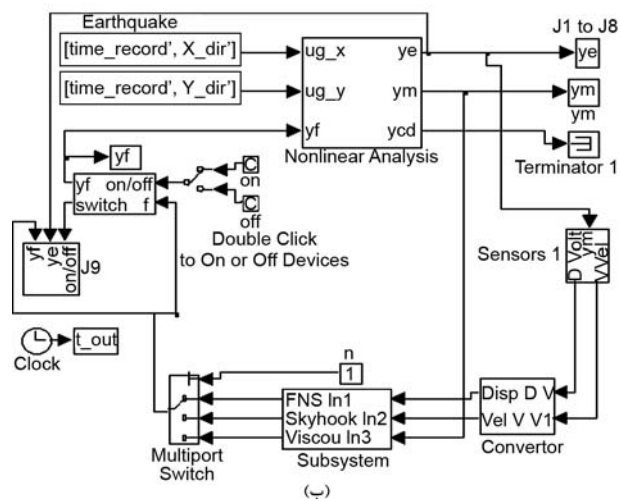 Earthquake
[time_record', X_dir']
[time_record', Y_dir']
ug_x
ug_y
yf
ye
ym
ycd
Nonlinear Analysis
J1 to J8
ye
ym
ym
Terminator 1
yf
yf on/off
switch f
C
on
C
off
Double Click
to On or Off Devices
yf
ye
on/off
J9
Clock
t_out
Sensors 1
ym
D Volt
VVel
n
1
Multiport
Switch
FNS In1
Skyhook In2
Viscou In3
Subsystem
Disp D V
Vel V V1
Convertor
(ب)